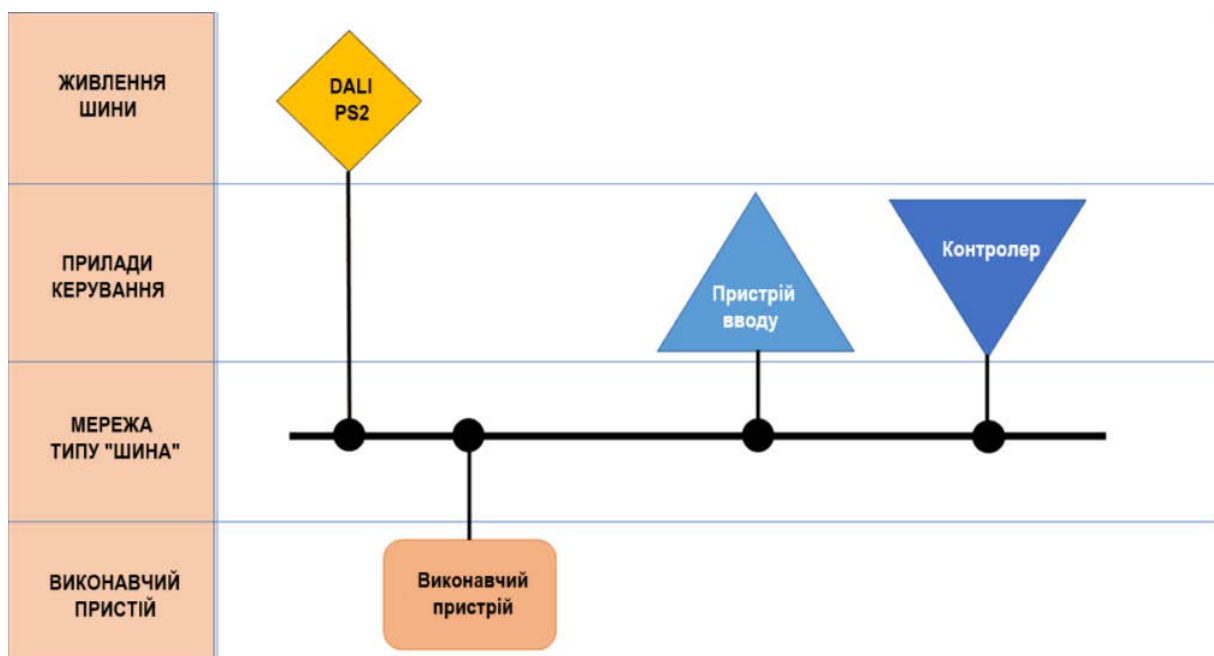 ЖИВЛЕННЯ
ШИНИ
DALI
PS2
ПРИЛАДИ
КЕРУВАННЯ
Пристрій
вводу
Контролер
МЕРЕЖА
ТИПУ "ШИНА"
ВИКОНАВЧИЙ
ПРИСТІЙ
Виконавчий
пристрій